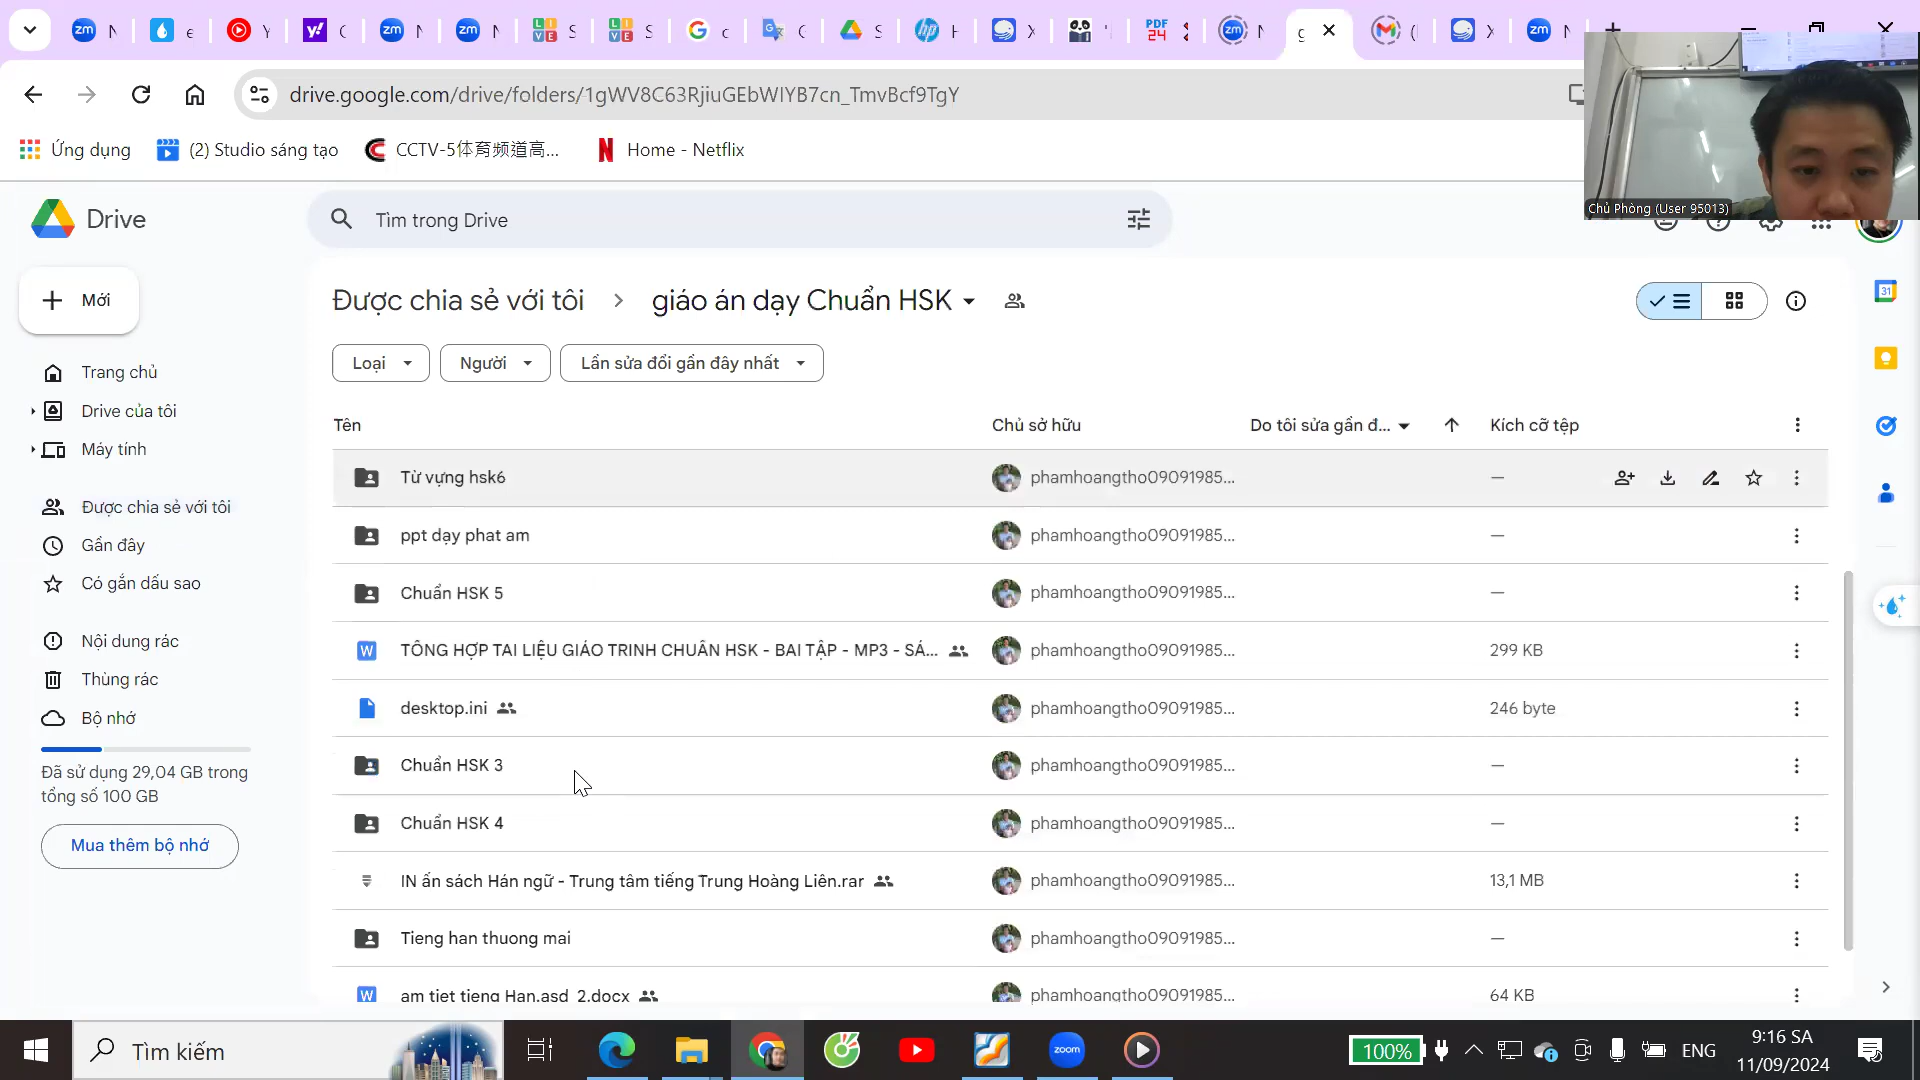 N
e
Y
C
N
N
S
S
c
C
S
H
X
PDF
24
N
g
(
X
N
drive.google.com/drive/folders/1gWV8C63RjiuGEbWIYB7cn_TmvBcf9TgY
Ứng dụng
(2) Studio sáng tạo
CCTV-5体育频道高...
Home - Netflix
Chủ Phòng (User 95013)
Drive
Tìm trong Drive
Mới
Được chia sẻ với tôi
giáo án dạy Chuẩn HSK
Loại
Người
Lần sửa đổi gần đây nhất
Trang chủ
Drive của tôi
Máy tính
Được chia sẻ với tôi
Gần đây
Có gắn dấu sao
Nội dung rác
Thùng rác
Bộ nhớ
Đã sử dụng 29,04 GB trong
tổng số 100 GB
Mua thêm bộ nhớ
Tên
Chủ sở hữu
Do tôi sửa gần đ...
Kích cỡ tệp
Từ vựng hsk6
phamhoangtho09091985...
—
ppt dạy phat am
phamhoangtho09091985...
—
Chuẩn HSK 5
phamhoangtho09091985...
—
TỔNG HỢP TAI LIỆU GIÁO TRINH CHUẨN HSK - BAI TẬP - MP3 - SÁ...
phamhoangtho09091985...
299 KB
desktop.ini
phamhoangtho09091985...
246 byte
Chuẩn HSK 3
phamhoangtho09091985...
—
Chuẩn HSK 4
phamhoangtho09091985...
—
IN ấn sách Hán ngữ - Trung tâm tiếng Trung Hoàng Liên.rar
phamhoangtho09091985...
13,1 MB
Tieng han thuong mai
phamhoangtho09091985...
—
am tiet tieng Han.asd_2.docx
phamhoangtho09091985...
64 KB
Tìm kiếm
zoom
100%
ENG
9:16 SA
11/09/2024